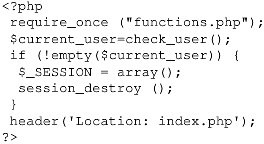 <?php
require_once ("functions.php");
$current_user=check_user();
if (!empty($current_user)) {
$_SESSION = array();
session_destroy ();
}
header('Location: index.php');
?>